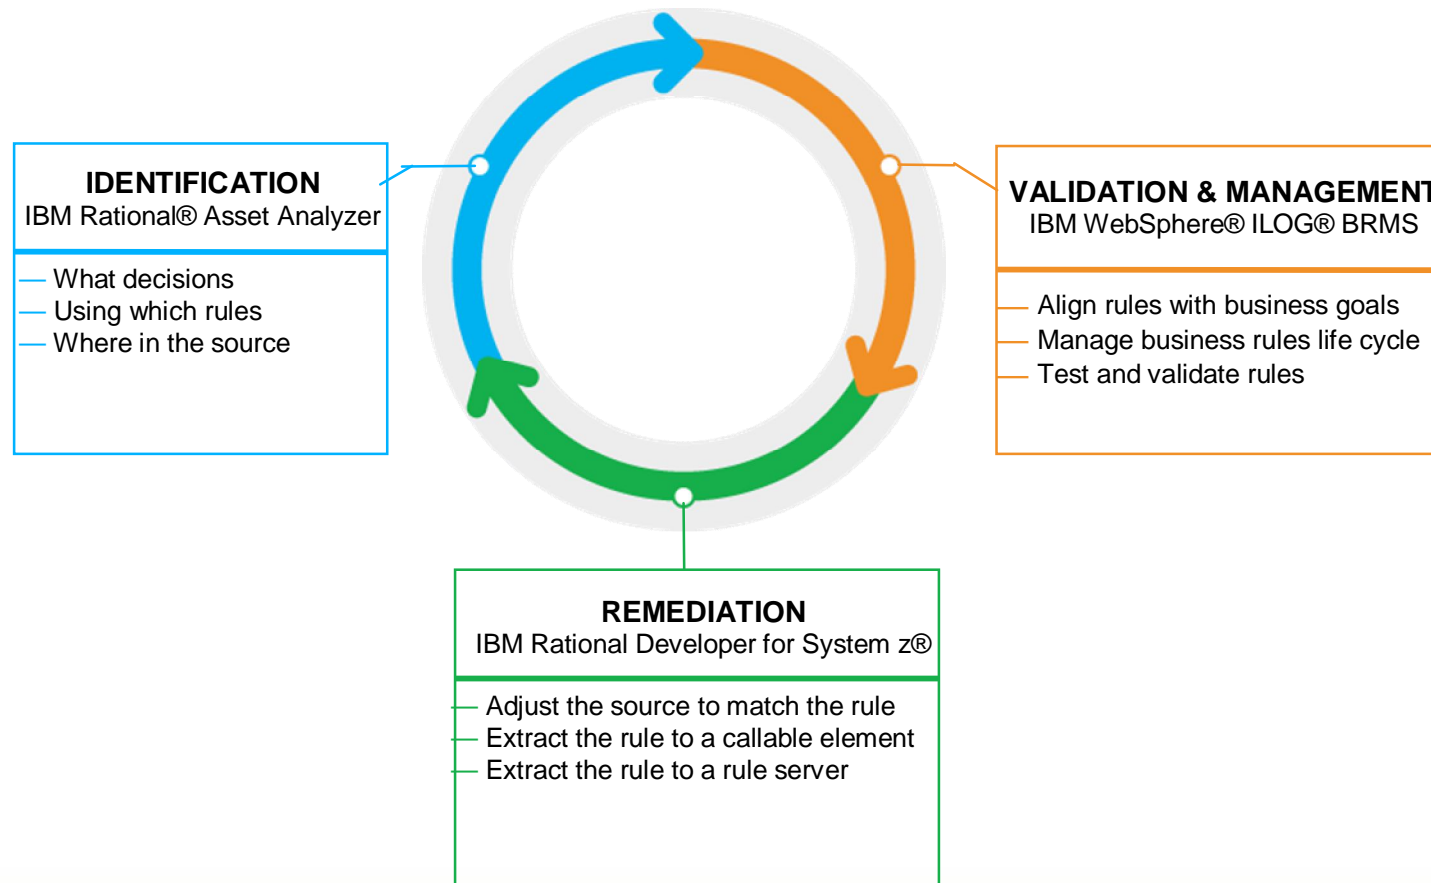 IDENTIFICATION
IBM Rational® Asset Analyzer
What decisions
Using which rules
Where in the source
VALIDATION & MANAGEMENT
IBM WebSphere® ILOG® BRMS
Align rules with business goals
Manage business rules life cycle
Test and validate rules
REMEDIATION
IBM Rational Developer for System z®
Adjust the source to match the rule
Extract the rule to a callable element
Extract the rule to a rule server